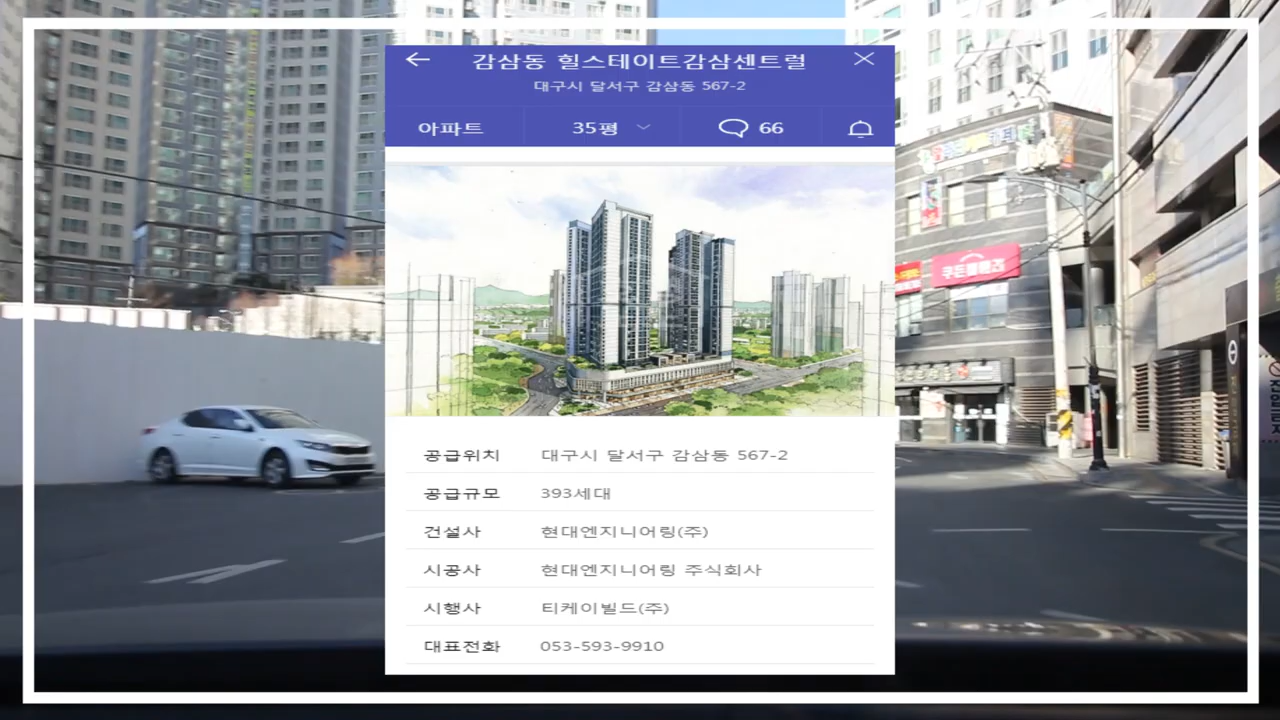 감삼동 힐스테이트감삼센트럴
대구시 달서구 감삼동 567-2
아파트 35평 66
공급위치 대구시 달서구 감삼동 567-2
공급규모 393세대
건설사 현대엔지니어링(주)
시공사 현대엔지니어링 주식회사
시행사 티케이빌드(주)
대표전화 053-593-9910